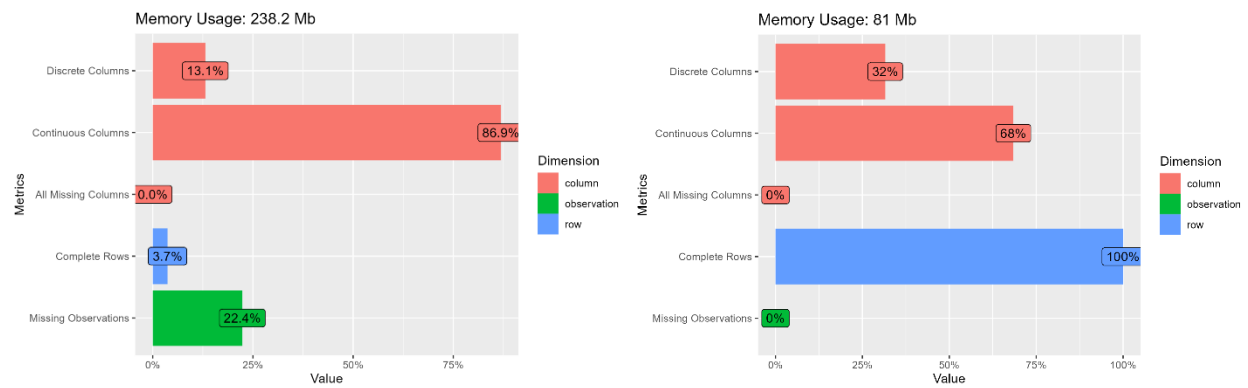 Memory Usage: 238.2 Mb
Discrete Columns
13.1%
Continuous Columns
86.9%
All Missing Columns
0.0%
Complete Rows
3.7%
Missing Observations
22.4%
0%
25%
50%
75%
Value
Metrics
Dimension
column
observation
row
Memory Usage: 81 Mb
Discrete Columns
32%
Continuous Columns
68%
All Missing Columns
0%
Complete Rows
100%
Missing Observations
0%
0%
25%
50%
75%
100%
Value
Metrics
Dimension
column
observation
row